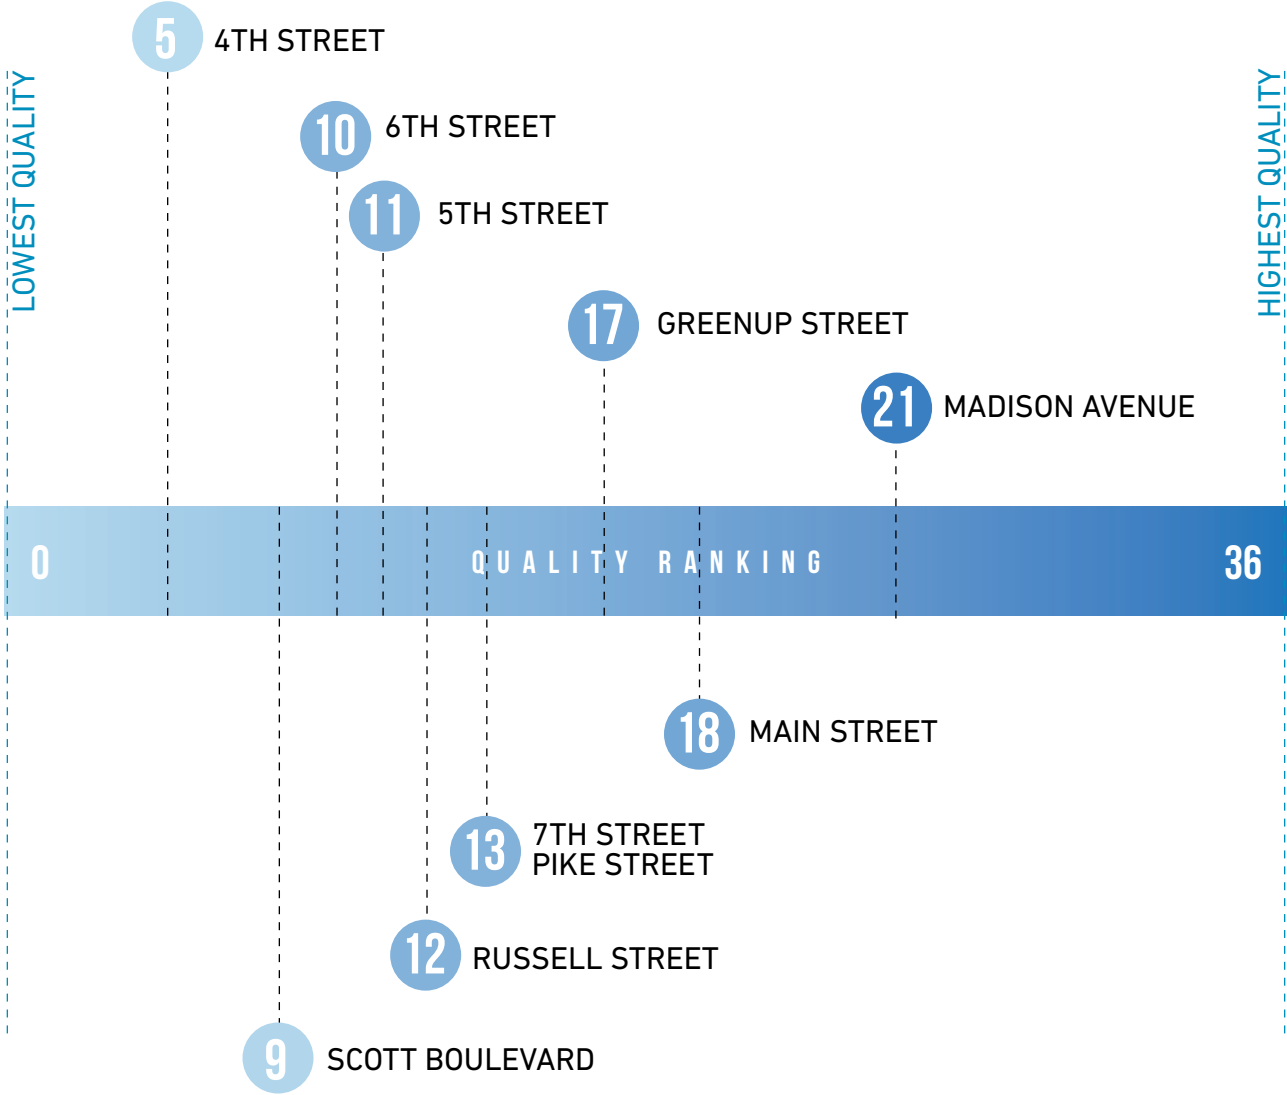 5 4TH STREET
LOWEST QUALITY
HIGHEST QUALITY
10 6TH STREET
11 5TH STREET
17 GREENUP STREET
21 MADISON AVENUE
0 QUALITY RANKING 36
18 MAIN STREET
13 7TH STREET
PIKE STREET
12 RUSSELL STREET
9 SCOTT BOULEVARD